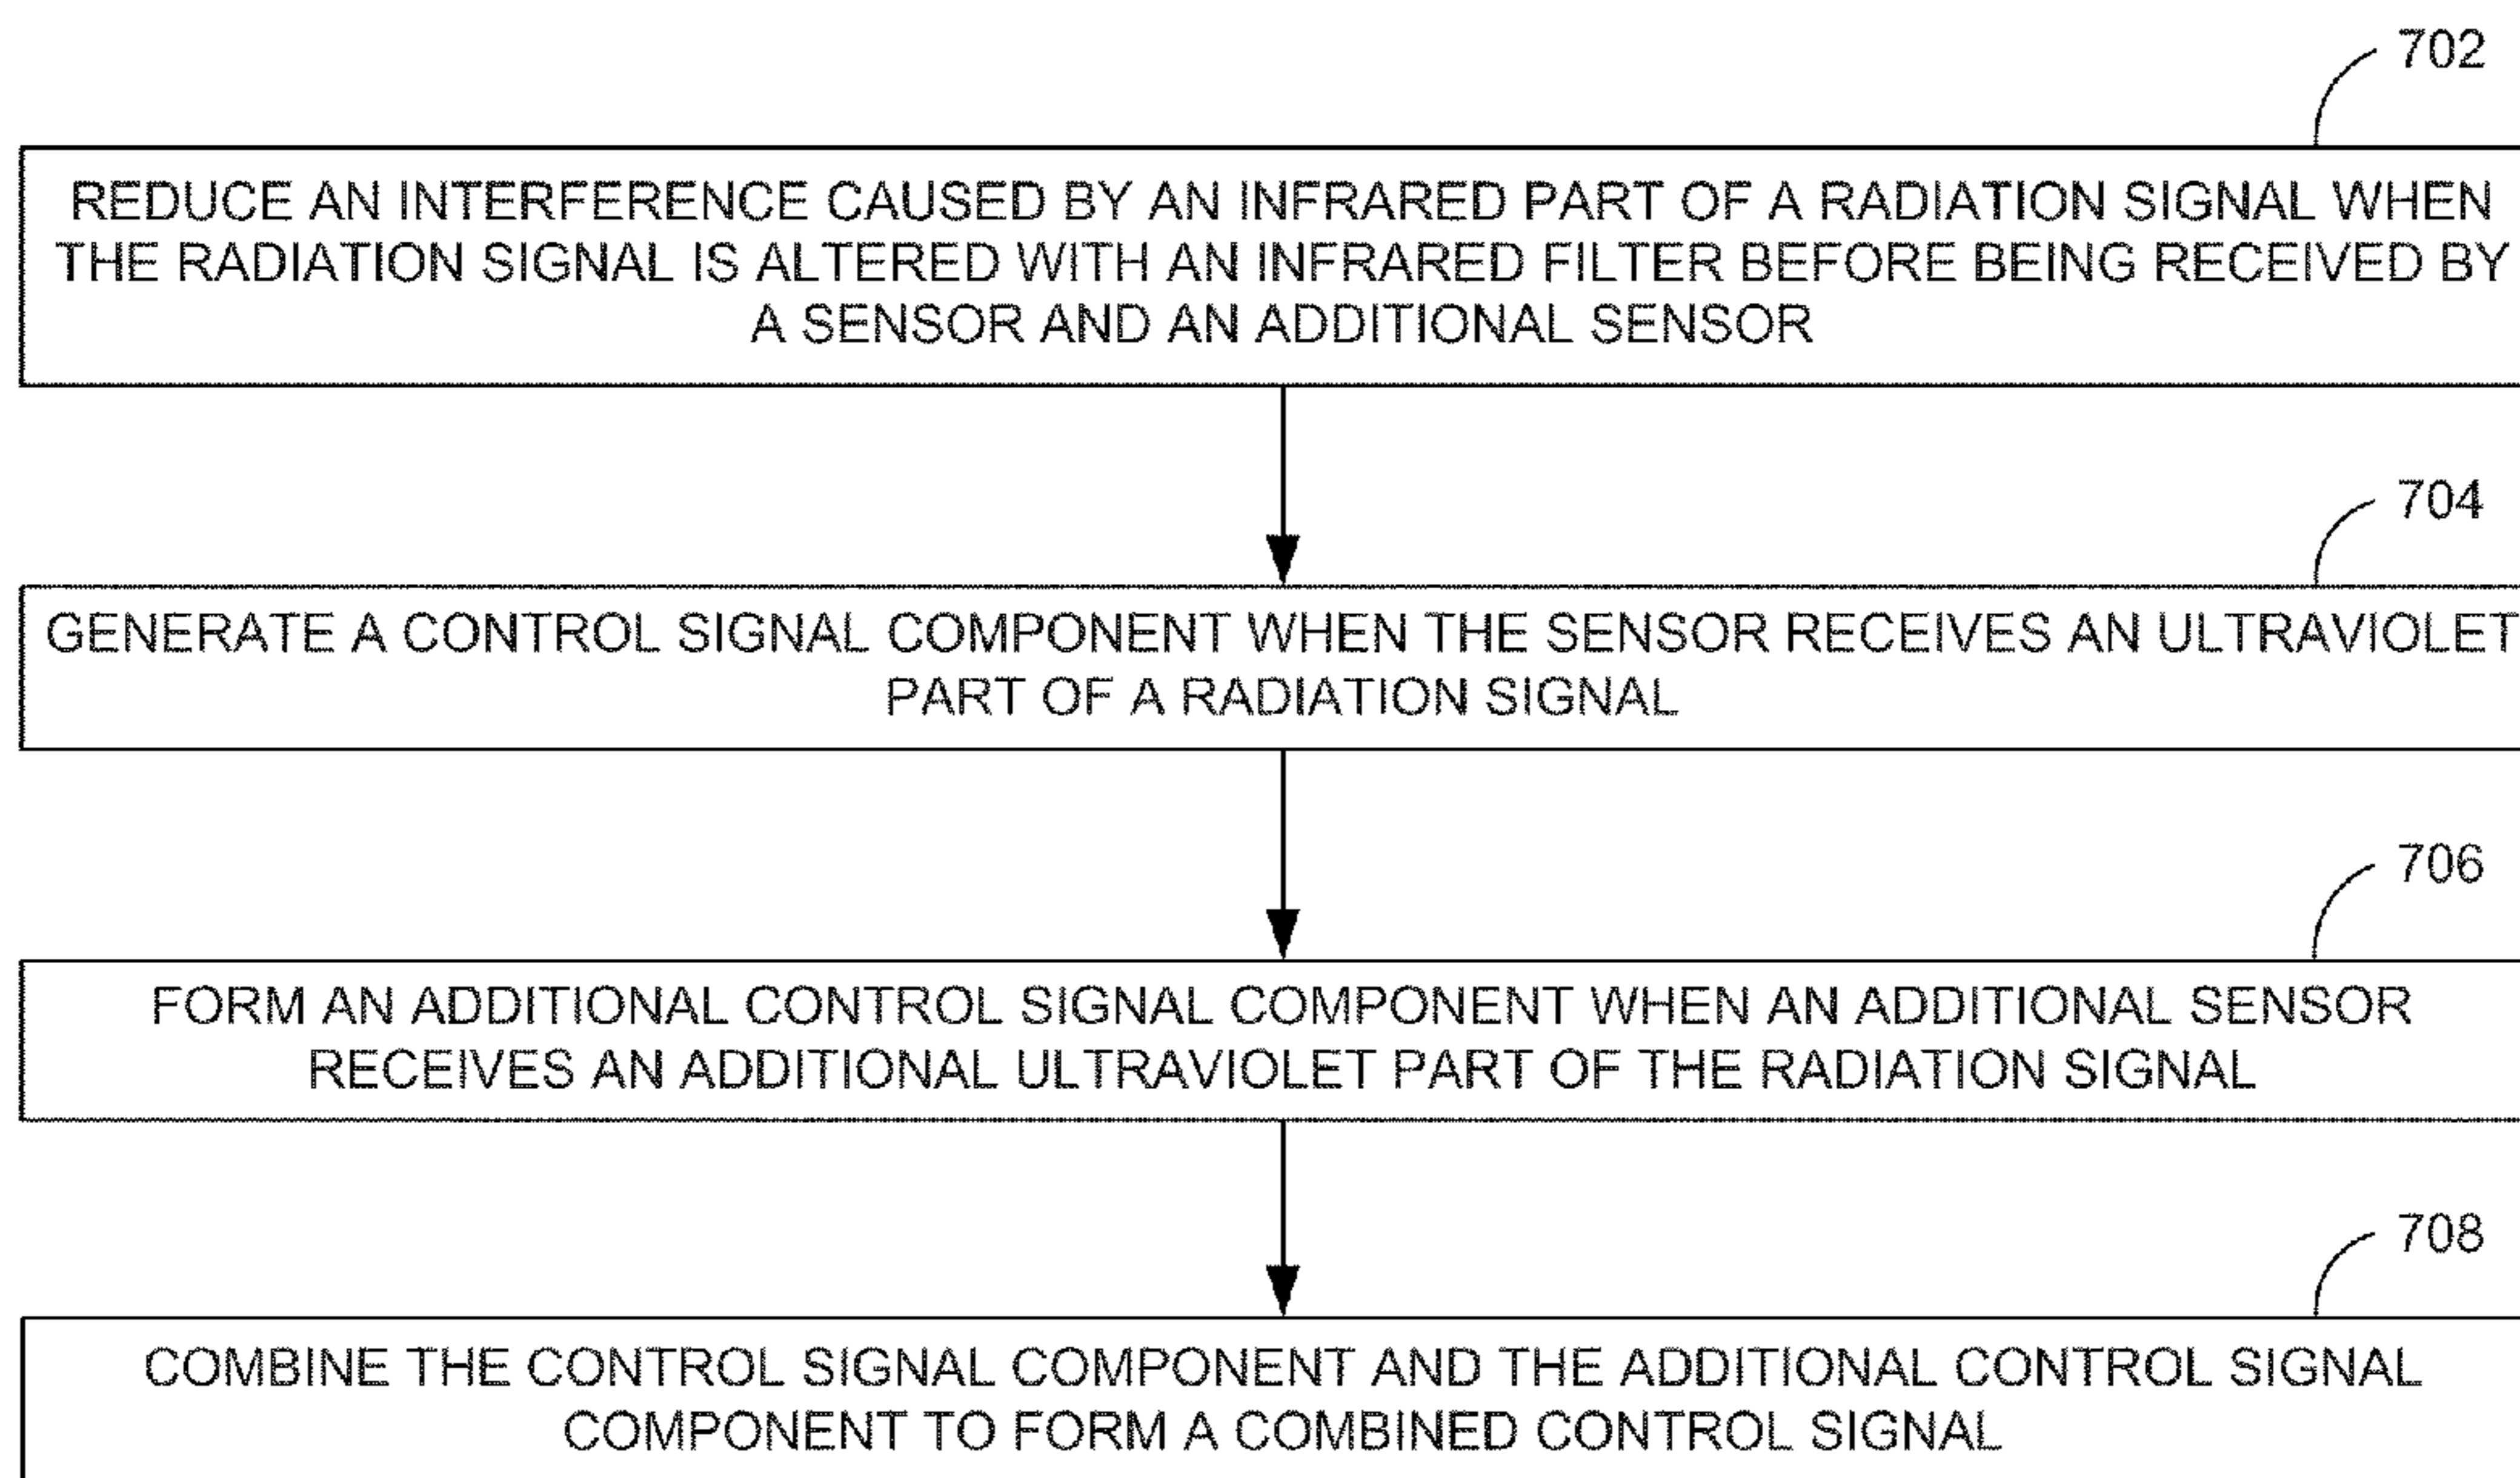 702
REDUCE AN INTERFERENCE CAUSED BY AN INFRARED PART OF A RADIATION SIGNAL WHEN
THE RADIATION SIGNAL IS ALTERED WITH AN INFRARED FILTER BEFORE BEING RECEIVED BY
A SENSOR AND AN ADDITIONAL SENSOR
704
GENERATE A CONTROL SIGNAL COMPONENT WHEN THE SENSOR RECEIVES AN ULTRAVIOLET
PART OF A RADIATION SIGNAL
706
FORM AN ADDITIONAL CONTROL SIGNAL COMPONENT WHEN AN ADDITIONAL SENSOR
RECEIVES AN ADDITIONAL ULTRAVIOLET PART OF THE RADIATION SIGNAL
708
COMBINE THE CONTROL SIGNAL COMPONENT AND THE ADDITIONAL CONTROL SIGNAL
COMPONENT TO FORM A COMBINED CONTROL SIGNAL